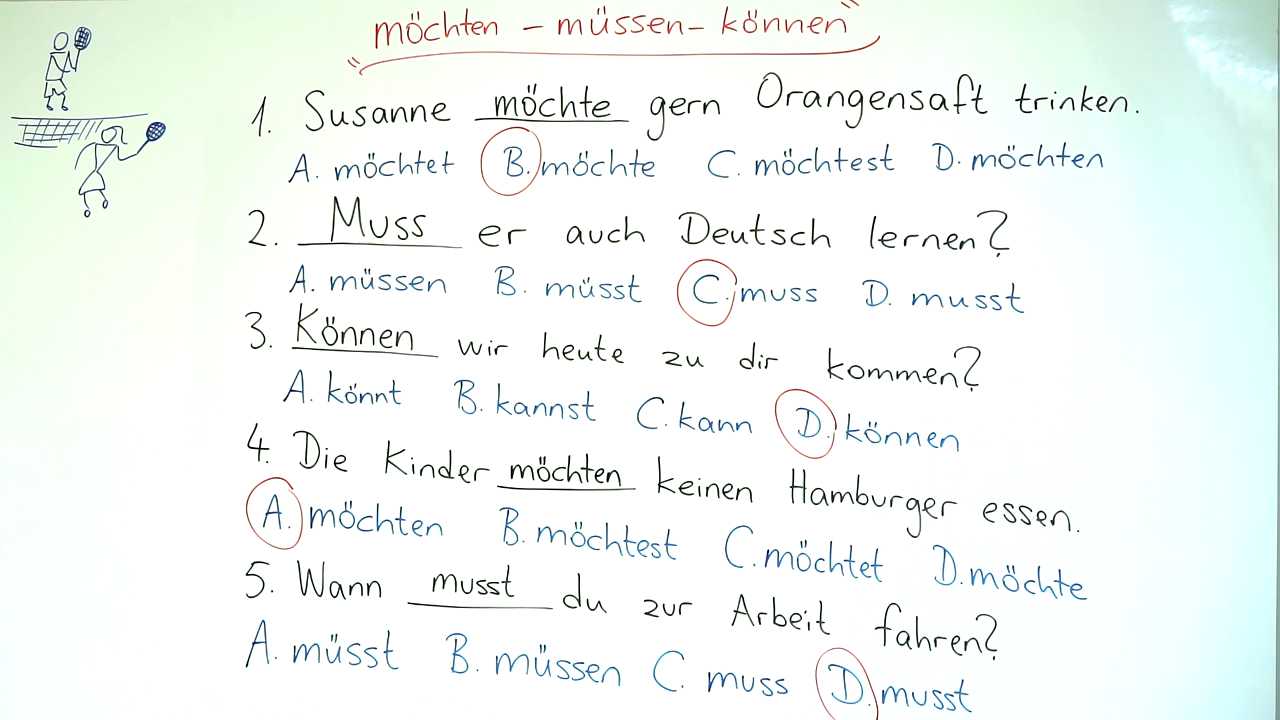 möchten – müssen – können
1. Susanne möchte gern Orangensaft trinken.
A. möchtet B. möchte C. möchtest D. möchten
2. Muss er auch Deutsch lernen?
A. müssen B. müsst C. muss D. musst
3. Können wir heute zu dir kommen?
A. könnt B. kannst C. kann D. können
4. Die Kinder möchten keinen Hamburger essen.
A. möchten B. möchtest C. möchtet D. möchte
5. Wann musst du zur Arbeit fahren?
A. müsst B. müssen C. muss D. musst